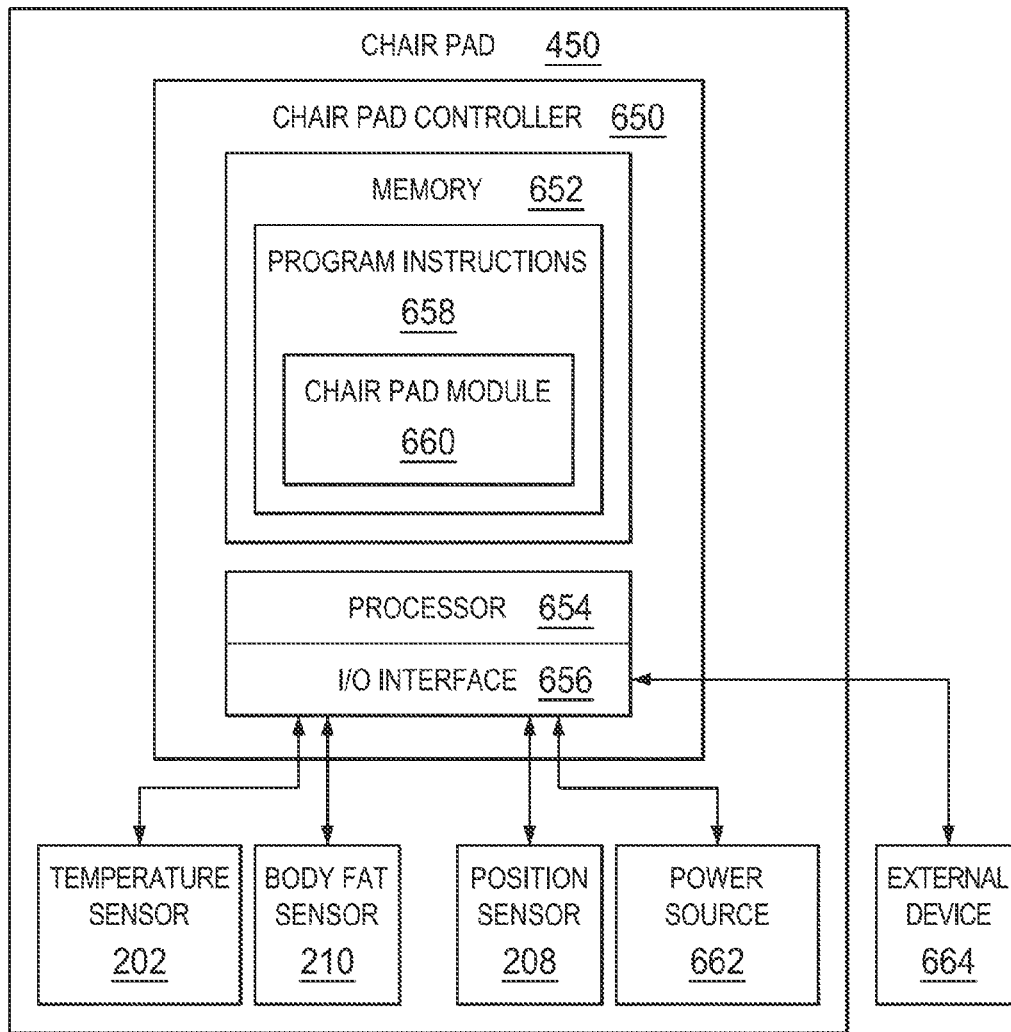 CHAIR PAD 450
CHAIR PAD CONTROLLER 650
MEMORY 652
PROGRAM INSTRUCTIONS
658
CHAIR PAD MODULE
660
PROCESSOR 654
I/O INTERFACE 656
TEMPERATURE
SENSOR
202
BODY FAT
SENSOR
210
POSITION
SENSOR
208
POWER
SOURCE
662
EXTERNAL
DEVICE
664